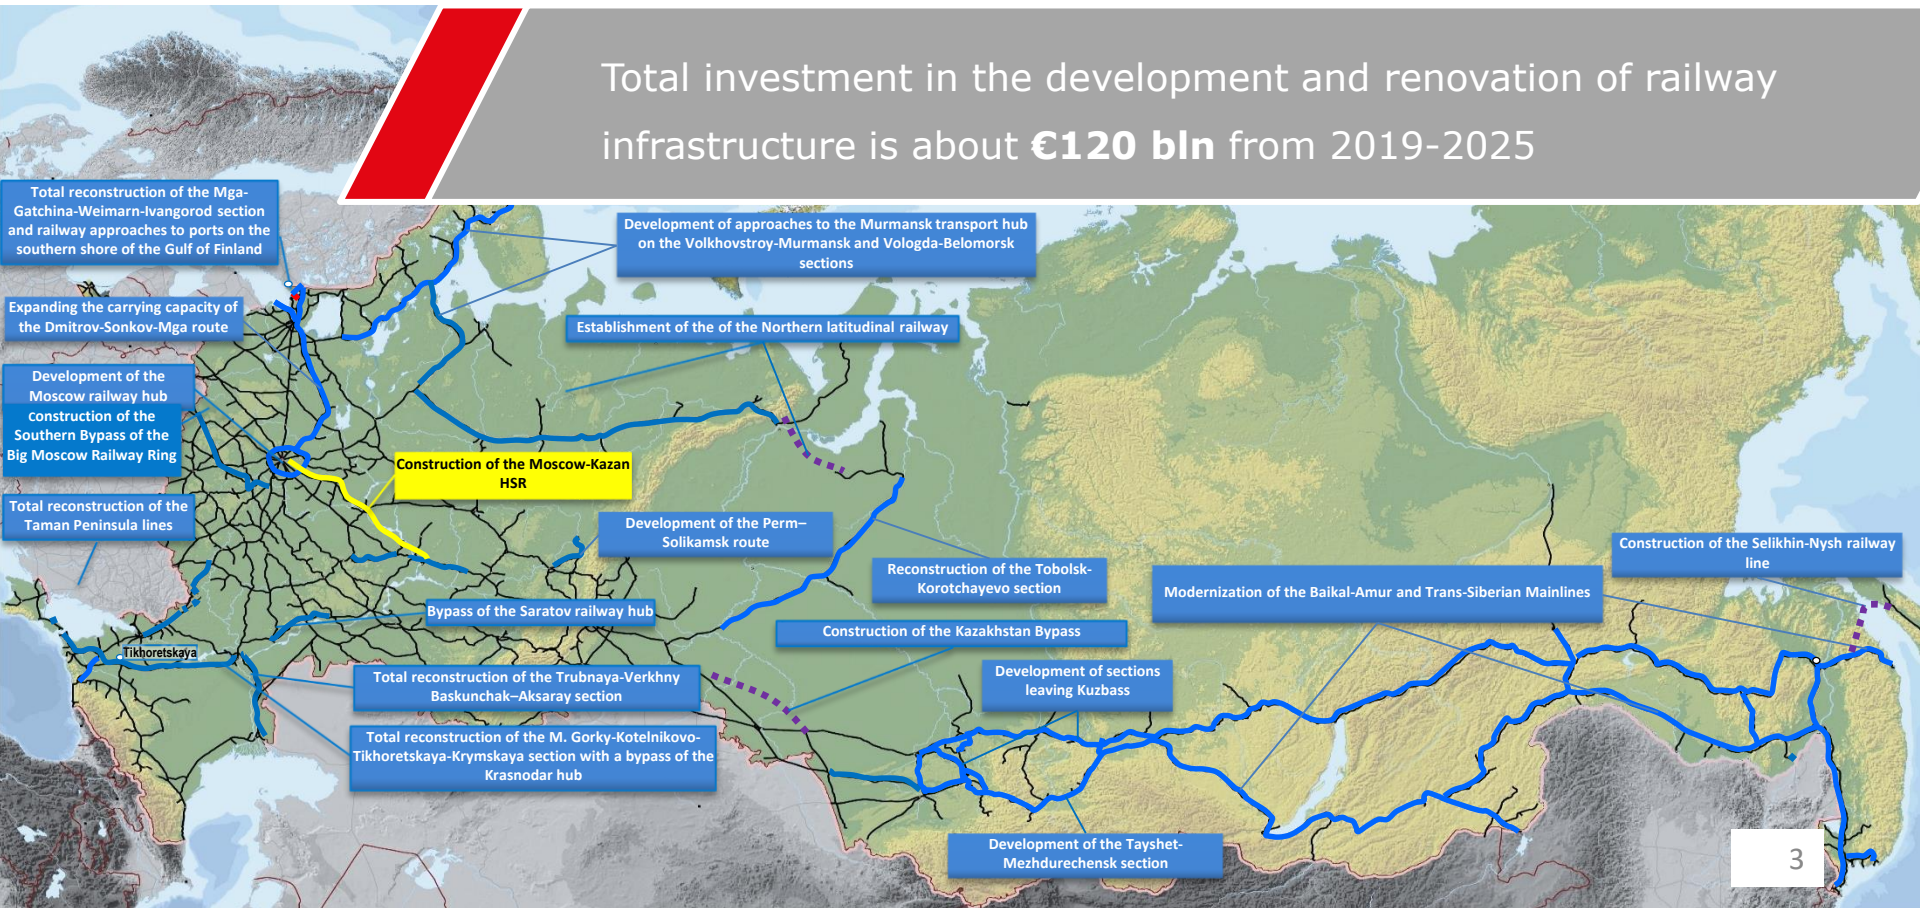 Total investment in the development and renovation of railway
infrastructure is about €120 bln from 2019-2025
Total reconstruction of the Mga-
Gatchina-Weimarn-Ivangorod section
and railway approaches to ports on the
southern shore of the Gulf of Finland
Development of approaches to the Murmansk transport hub
on the Volkhovstroy-Murmansk and Vologda-Belomorsk
sections
Expanding the carrying capacity of
the Dmitrov-Sonkov-Mga route
Establishment of the of the Northern latitudinal railway
Development of the
Moscow railway hub
Construction of the
Southern Bypass of the
Big Moscow Railway Ring
Construction of the Moscow-Kazan
HSR
Total reconstruction of the
Taman Peninsula lines
Development of the Perm–
Solikamsk route
Construction of the Selikhin-Nysh railway
line
Reconstruction of the Tobolsk-
Korotchayevo section
Modernization of the Baikal-Amur and Trans-Siberian Mainlines
Bypass of the Saratov railway hub
Construction of the Kazakhstan Bypass
Tikhoretskaya
Total reconstruction of the Trubnaya-Verkhny
Baskunchak–Aksaray section
Development of sections
leaving Kuzbass
Total reconstruction of the M. Gorky-Kotelnikovo-
Tikhoretskaya-Krymskaya section with a bypass of the
Krasnodar hub
Development of the Tayshet-
Mezhdurechensk section
3